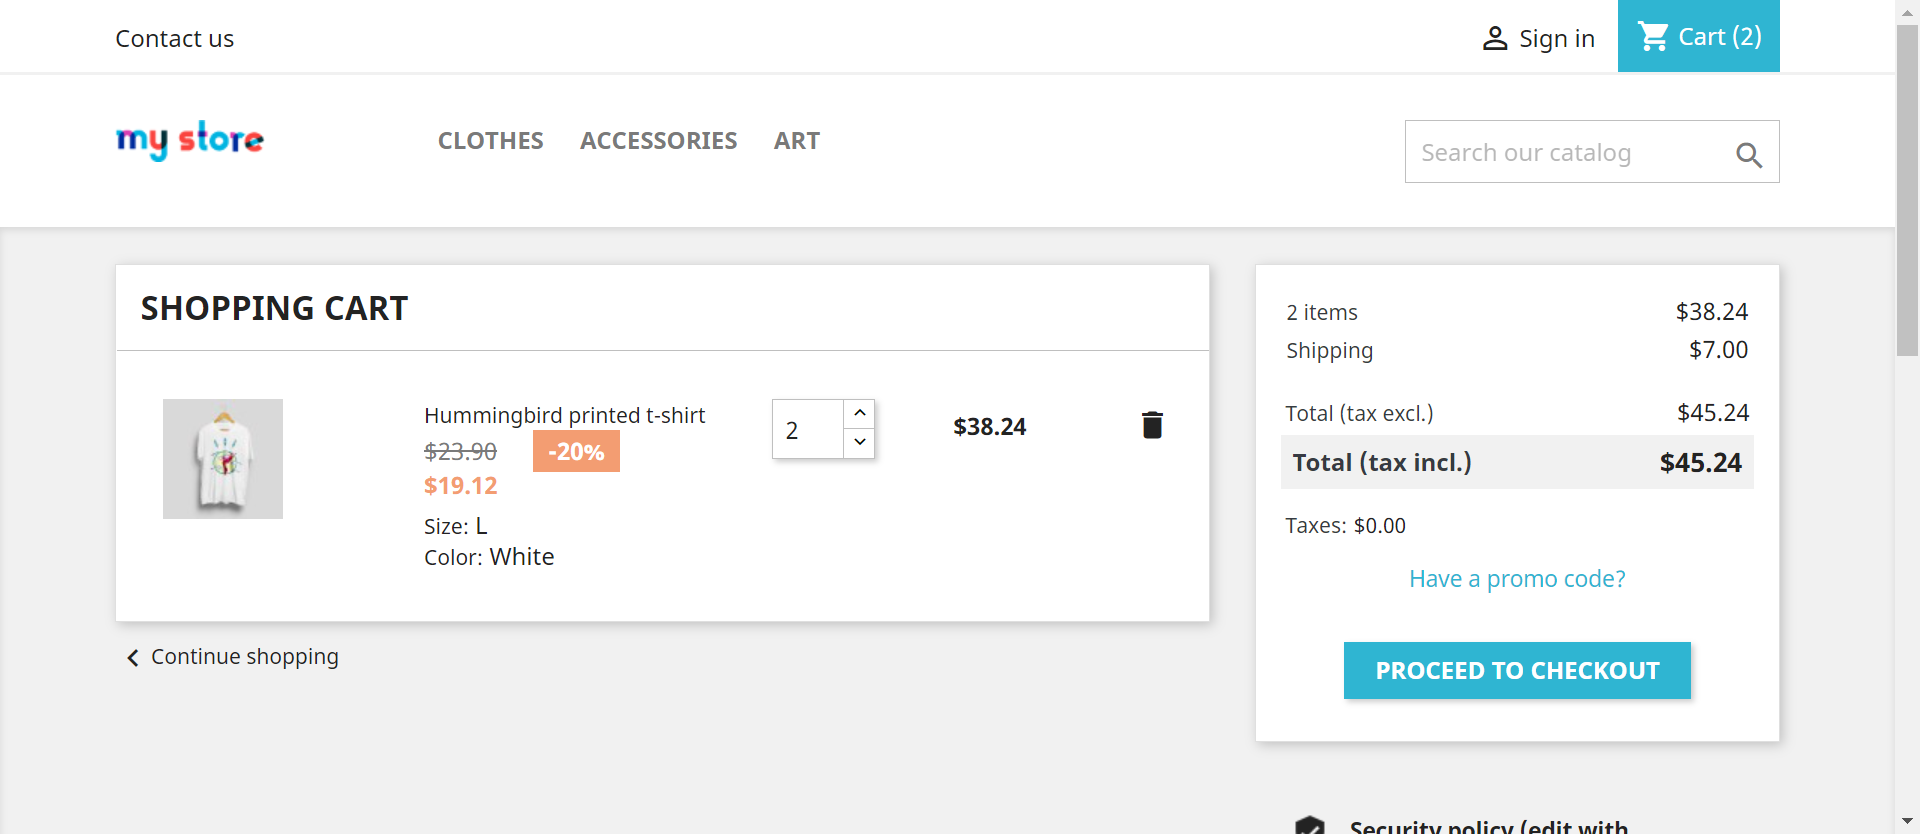 Contact us
Sign in
Cart (2)
my store
CLOTHES
ACCESSORIES
ART
Search our catalog
SHOPPING CART
Hummingbird printed t-shirt
$23.90
-20%
$19.12
Size: L
Color: White
2
$38.24
Continue shopping
2 items
$38.24
Shipping
$7.00
Total (tax excl.)
$45.24
Total (tax incl.)
$45.24
Taxes: $0.00
Have a promo code?
PROCEED TO CHECKOUT
Security policy (edit with